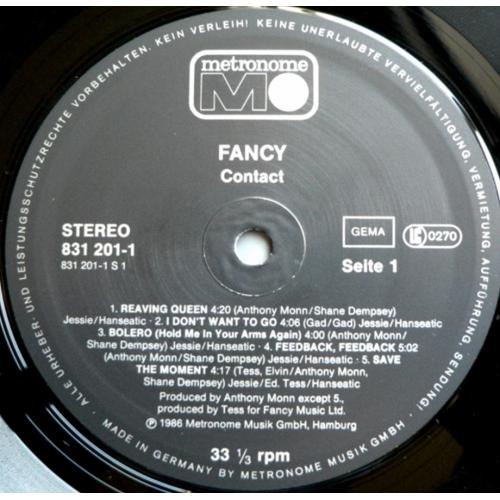 metronome
M
FANCY
Contact
STEREO
831 201-1
831 201-1 S 1
GEMA
LC 0270
Seite 1
1. REAVING QUEEN 4:20 (Anthony Monn/Shane Dempsey)
Jessie/Hanseatic · 2. I DON'T WANT TO GO 4:06 (Gad/Gad) Jessie/Hanseatic
3. BOLERO (Hold Me In Your Arms Again) 4:00 (Anthony Monn/
Shane Dempsey) Jessie/Hanseatic · 4. FEEDBACK, FEEDBACK 5:02
(Anthony Monn/Shane Dempsey) Jessie/Hanseatic · 5. SAVE
THE MOMENT 4:17 (Tess, Elvin/Anthony Monn,
Shane Dempsey) Jessie/Ed. Tess/Hanseatic
Produced by Anthony Monn except 5.,
produced by Tess for Fancy Music Ltd.
℗ 1986 Metronome Musik GmbH, Hamburg
33 ⅓ rpm
· ALLE URHEBER- UND LEISTUNGSSCHUTZRECHTE VORBEHALTEN. KEIN VERLEIH! KEINE UNERLAUBTE VERVIELFÄLTIGUNG, VERMIETUNG, AUFFÜHRUNG, SENDUNG! ·
MADE IN GERMANY BY METRONOME MUSIK GMBH ·